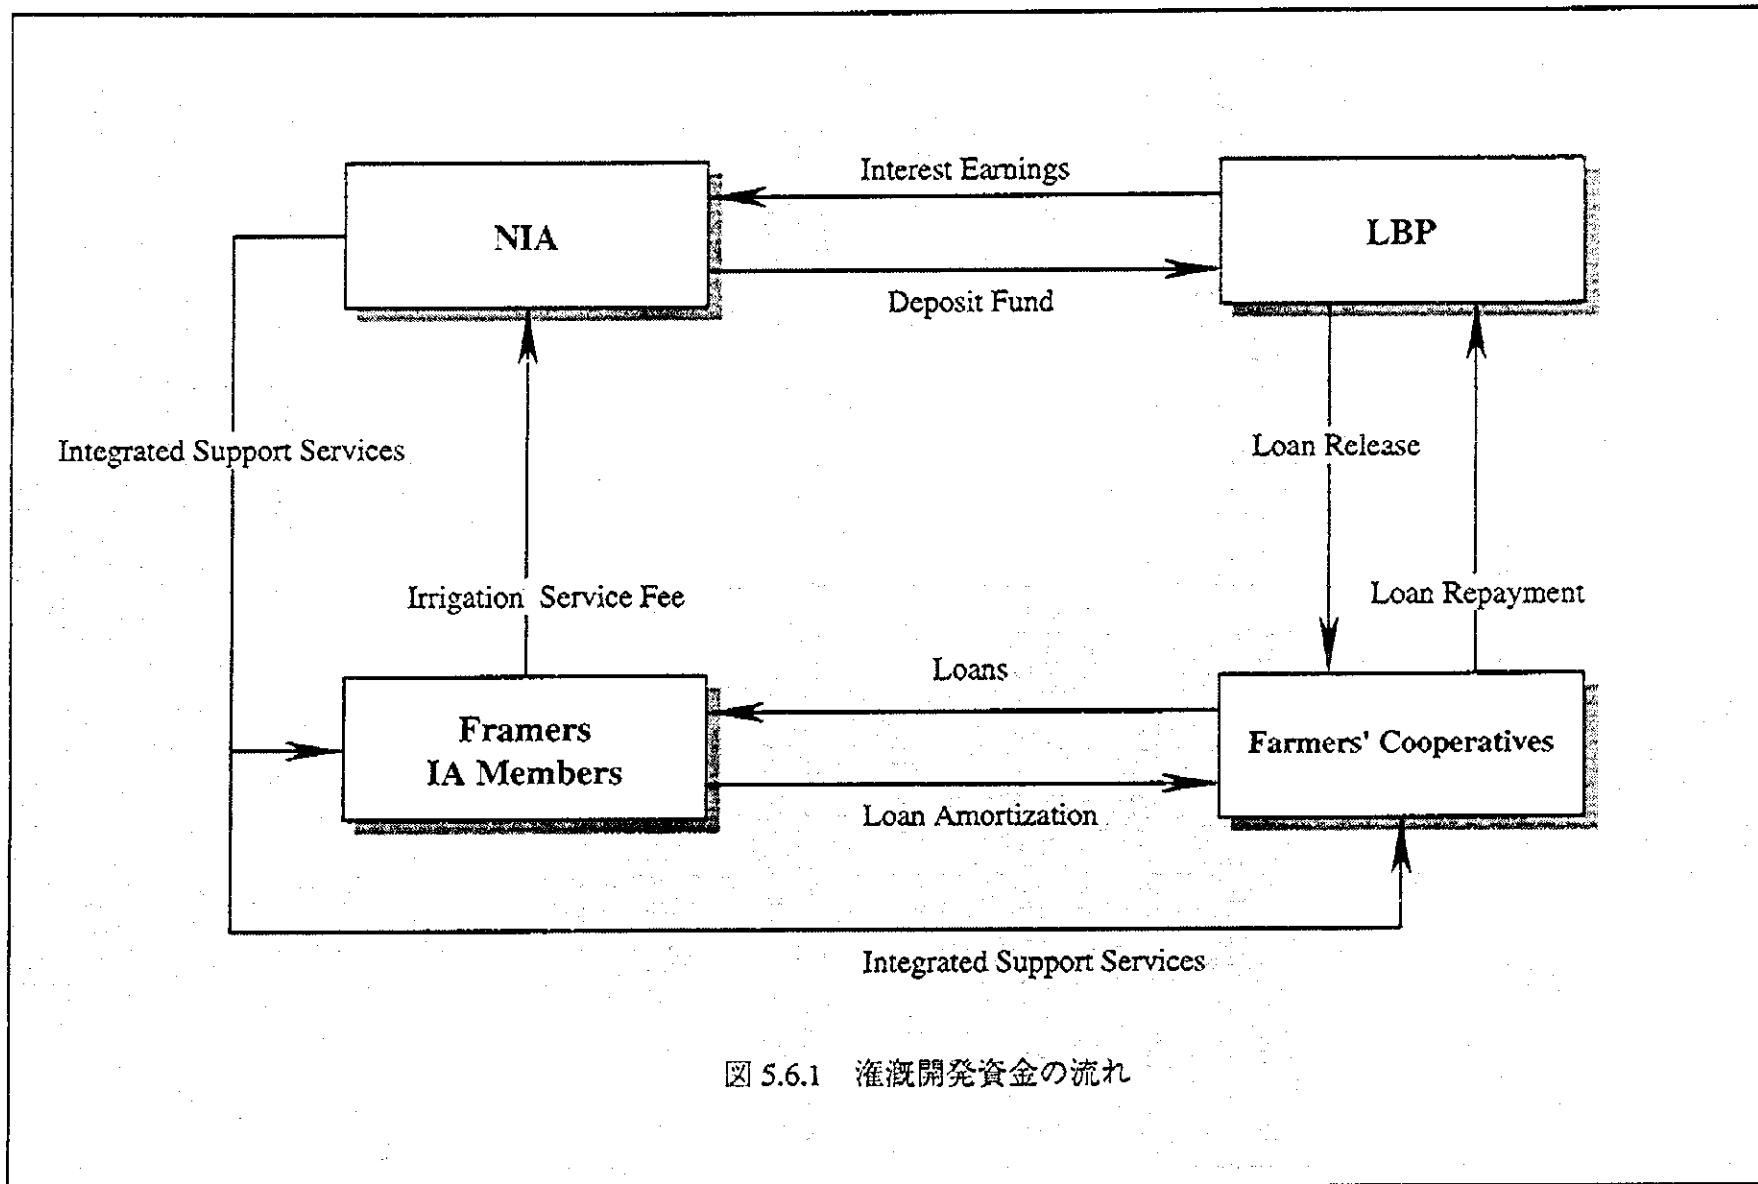 Interest Earnings
NIA
LBP
Deposit Fund
Integrated Support Services
Loan Release
Irrigation Service Fee
Loan Repayment
Loans
Framers
IA Members
Farmers' Cooperatives
Loan Amortization
Integrated Support Services
図 5.6.1 潅漑開発資金の流れ